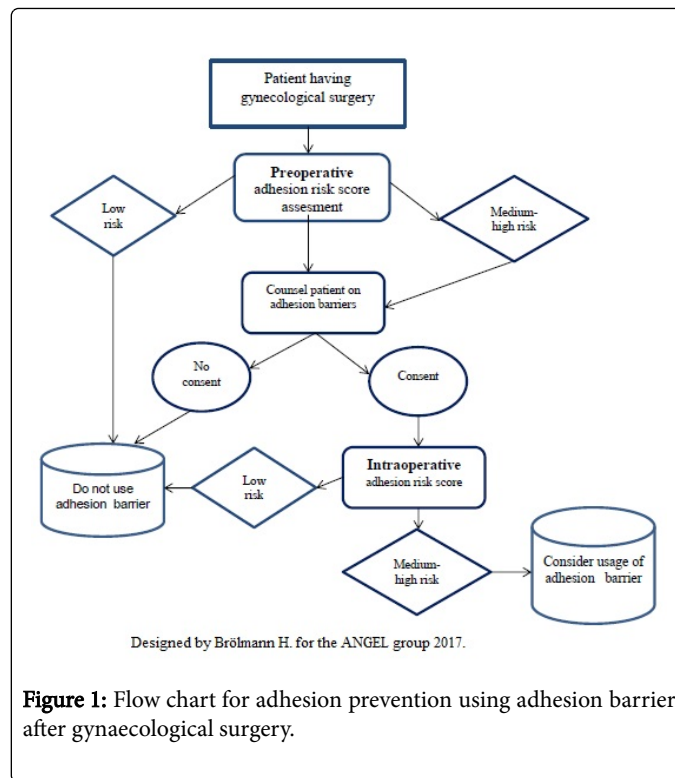 Patient having
gynecological surgery
Preoperative
adhesion risk score
assesment
Low
risk
Medium-
high risk
Counsel patient on
adhesion barriers
No
consent
Consent
Do not use
adhesion barrier
Low
risk
Intraoperative
adhesion risk score
Medium-
high risk
Consider usage of
adhesion barrier
Designed by Brölmann H. for the ANGEL group 2017.
Figure 1: Flow chart for adhesion prevention using adhesion barrier
after gynaecological surgery.